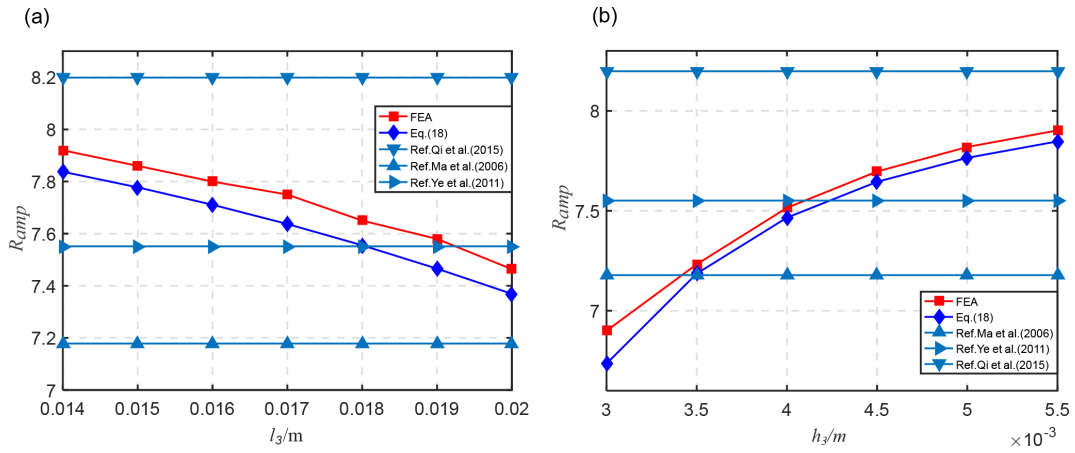 (a)
8.2
8
7.8
7.6
7.4
7.2
7
R_amp
0.014 0.015 0.016 0.017 0.018 0.019 0.02
l_3/m
FEA
Eq.(18)
Ref.Qi et al.(2015)
Ref.Ma et al.(2006)
Ref.Ye et al.(2011)
(b)
8
7.5
7
R_amp
3 3.5 4 4.5 5 5.5
h_3/m
×10^-3
FEA
Eq.(18)
Ref.Ma et al.(2006)
Ref.Ye et al.(2011)
Ref.Qi et al.(2015)